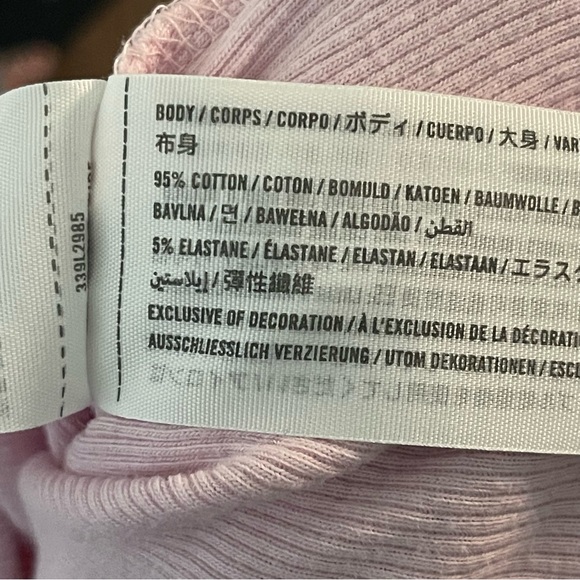 BODY / CORPS / CORPO / ボディ / CUERPO / 大身 / VAR
布身
95% COTTON / COTON / BOMULD / KATOEN / BAUMWOLLE / B
BAVLNA / 면 / BAWEŁNA / ALGODÃO / القطن
5% ELASTANE / ÉLASTANE / ELASTAN / ELASTAAN / エラスタ
إيلاستين / 彈性纖維
EXCLUSIVE OF DECORATION / À L'EXCLUSION DE LA DÉCORATI
AUSSCHLIESSLICH VERZIERUNG / UTOM DEKORATIONEN / ESCL
339L2985